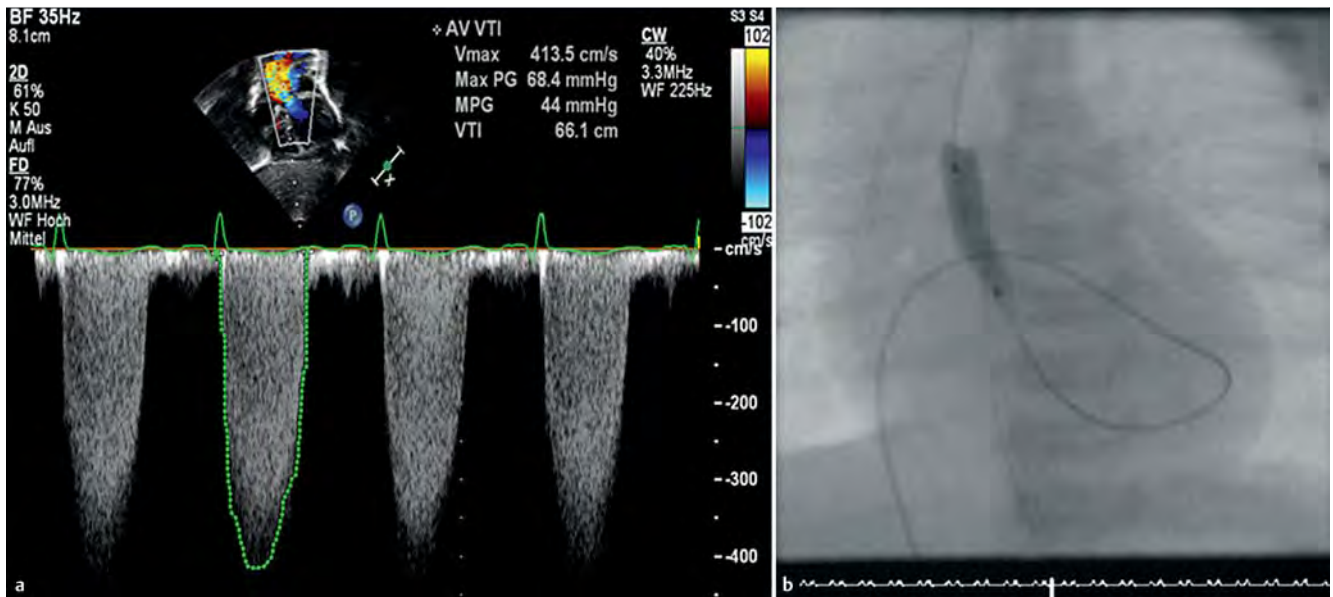 BF 35Hz
8.1cm
2D
61%
K 50
M Aus
Aufl
FD
77%
3.0MHz
WF Hoch
Mittel
AV VTI
Vmax 413.5 cm/s
Max PG 68.4 mmHg
MPG 44 mmHg
VTI 66.1 cm
CW
40%
3.3MHz
WF 225Hz
S3 S4
102
-102
cm/s
x
P
-cm/s
-100
-200
-300
-400
a
b